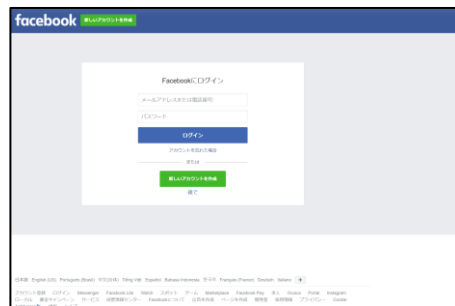 facebook 新しいアカウントを作成
Facebookにログイン
メールアドレスまたは電話番号
パスワード
ログイン
アカウントを忘れた場合
または
新しいアカウントを作成
日本語 English (US) Português (Brasil) 中文(简体) Tiếng Việt Español Bahasa Indonesia 한국어 Français (France) Deutsch Italiano +
アカウント登録 ログイン Messenger Facebook Lite Watch スポット ゲーム Marketplace Facebook Pay 求人 Oculus Portal Instagram
ローカル 募金キャンペーン サービス 投票情報センター Facebookについて 広告を作成 ページを作成 開発者 採用情報 プライバシー Cookie